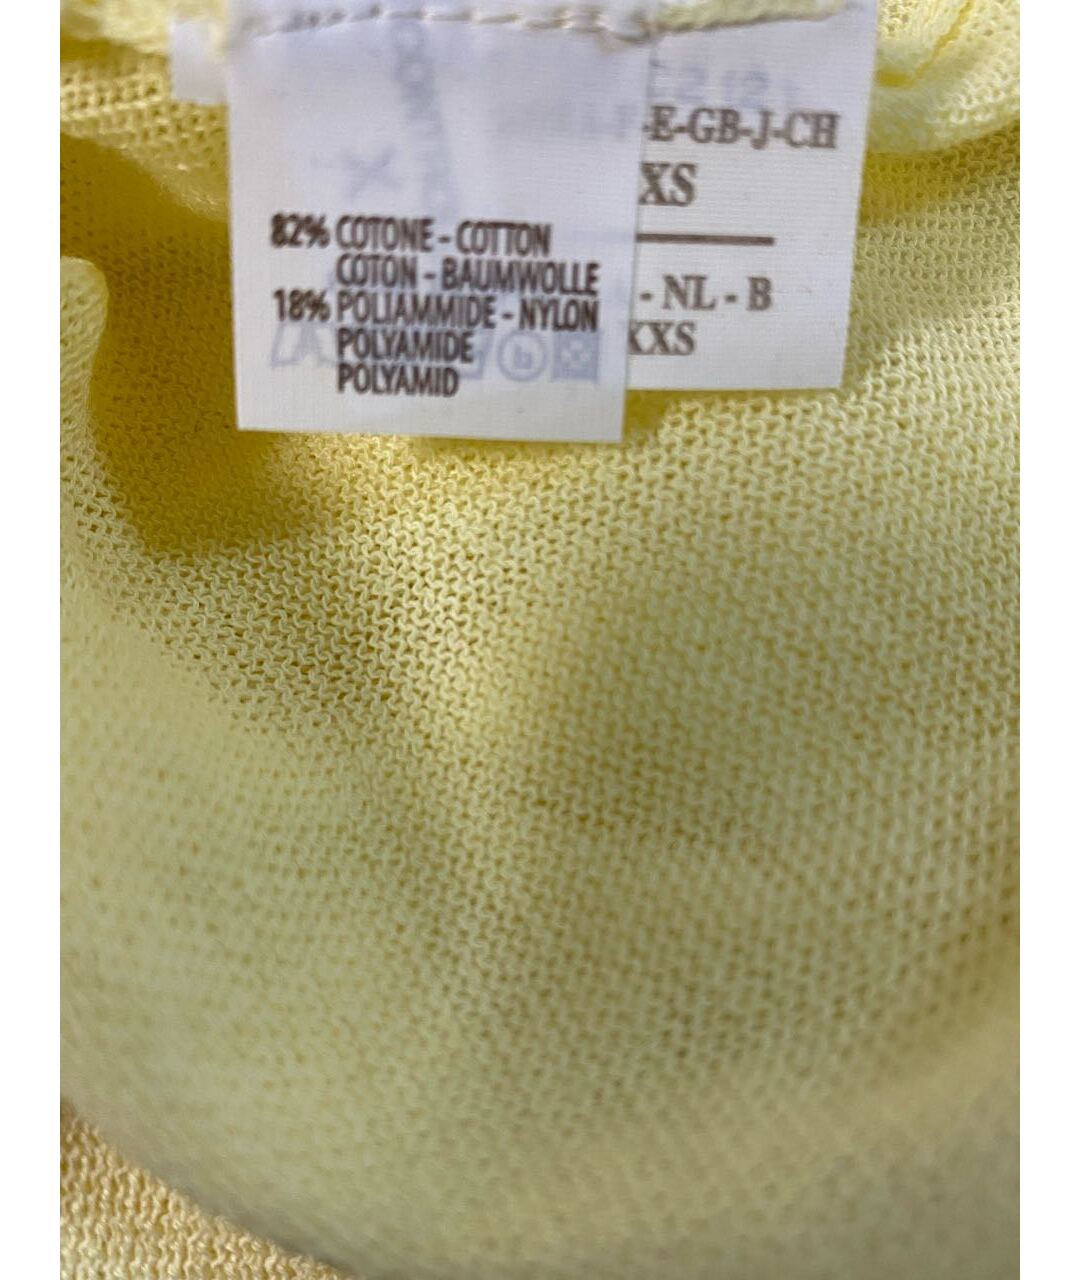 82% COTONE - COTTON
COTON - BAUMWOLLE
18% POLIAMMIDE - NYLON
POLYAMIDE
POLYAMID
-E-GB-J-CH
XS
- NL - B
XXS